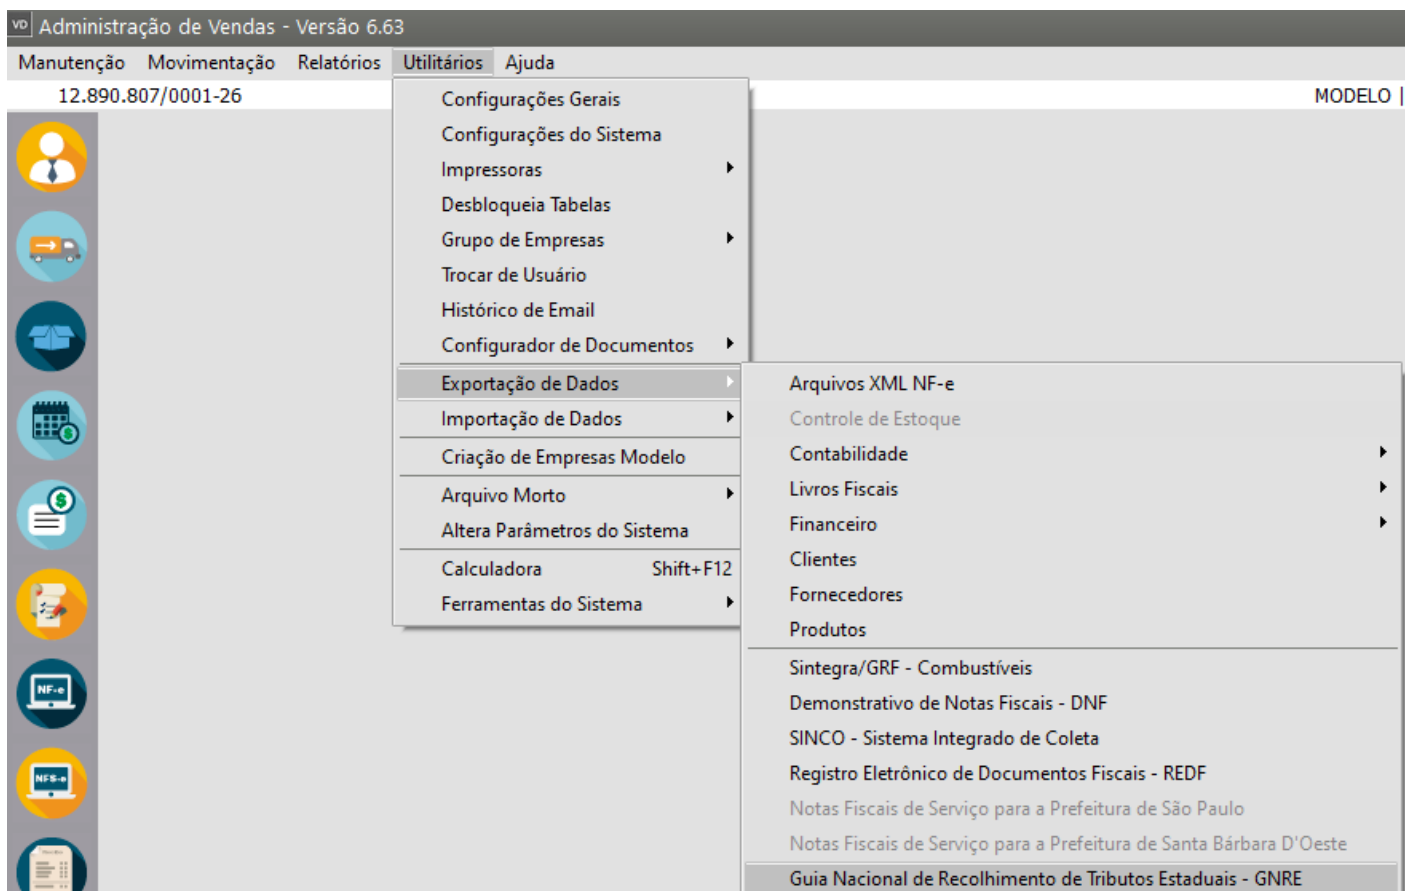 VD Administração de Vendas - Versão 6.63
Manutenção Movimentação Relatórios Utilitários Ajuda
12.890.807/0001-26 MODELO |
Configurações Gerais
Configurações do Sistema
Impressoras
Desbloqueia Tabelas
Grupo de Empresas
Trocar de Usuário
Histórico de Email
Configurador de Documentos
Exportação de Dados
Importação de Dados
Criação de Empresas Modelo
Arquivo Morto
Altera Parâmetros do Sistema
Calculadora Shift+F12
Ferramentas do Sistema
Arquivos XML NF-e
Controle de Estoque
Contabilidade
Livros Fiscais
Financeiro
Clientes
Fornecedores
Produtos
Sintegra/GRF - Combustíveis
Demonstrativo de Notas Fiscais - DNF
SINCO - Sistema Integrado de Coleta
Registro Eletrônico de Documentos Fiscais - REDF
Notas Fiscais de Serviço para a Prefeitura de São Paulo
Notas Fiscais de Serviço para a Prefeitura de Santa Bárbara D'Oeste
Guia Nacional de Recolhimento de Tributos Estaduais - GNRE
NF-e
NFS-e